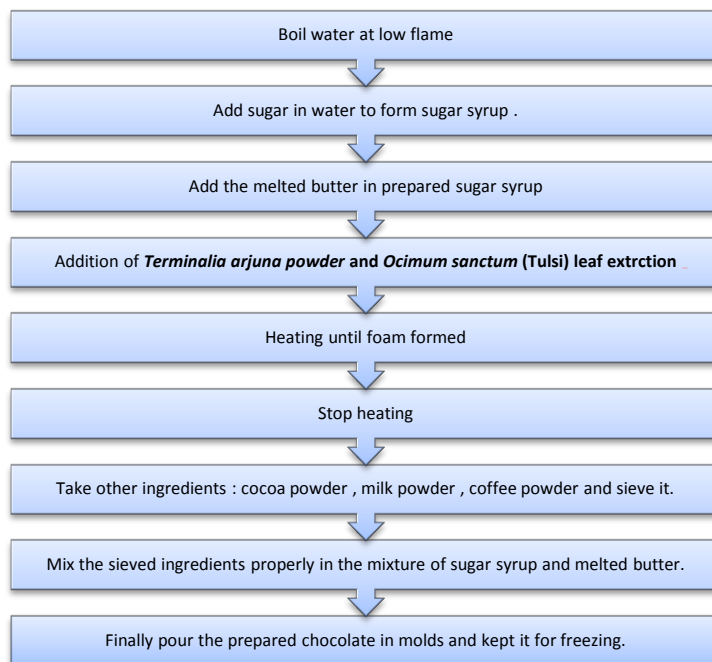 Boil water at low flame
Add sugar in water to form sugar syrup .
Add the melted butter in prepared sugar syrup
Addition of Terminalia arjuna powder and Ocimum sanctum (Tulsi) leaf extrction
Heating until foam formed
Stop heating
Take other ingredients : cocoa powder , milk powder , coffee powder and sieve it.
Mix the sieved ingredients properly in the mixture of sugar syrup and melted butter.
Finally pour the prepared chocolate in molds and kept it for freezing.